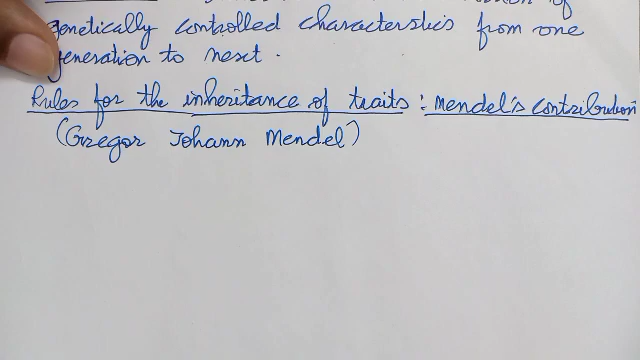 of
genetically controlled characterstics from one
generation to next .
Rules for the inheritance of traits : Mendel's contribution
(Gregor Johann Mendel)